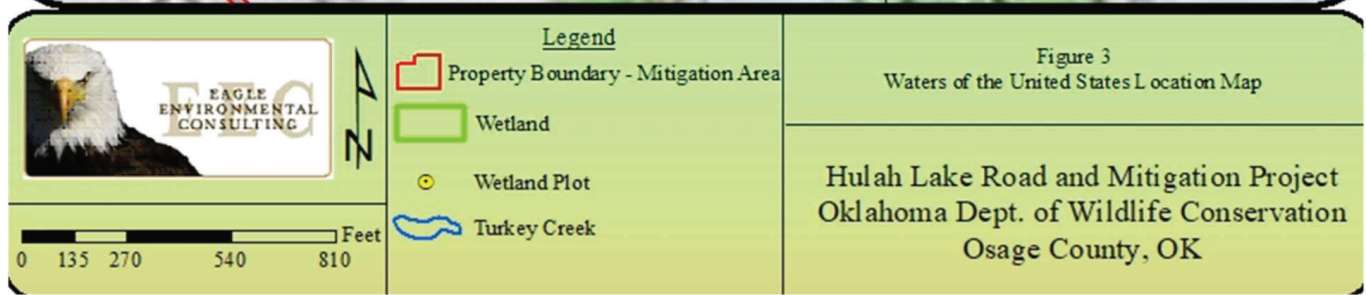 EEC
EAGLE
ENVIRONMENTAL
CONSULTING
N
Feet
0 135 270 540 810
Legend
Property Boundary - Mitigation Area
Wetland
Wetland Plot
Turkey Creek
Figure 3
Waters of the United States Location Map
Hulah Lake Road and Mitigation Project
Oklahoma Dept. of Wildlife Conservation
Osage County, OK